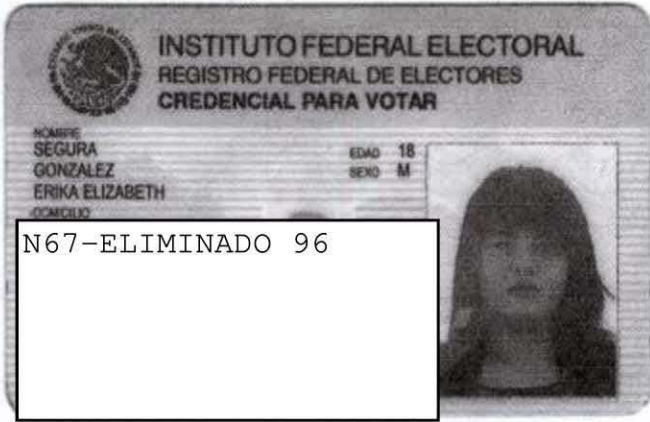 INSTITUTO FEDERAL ELECTORAL
REGISTRO FEDERAL DE ELECTORES
CREDENCIAL PARA VOTAR
NOMBRE
SEGURA
GONZALEZ
ERIKA ELIZABETH
EDAD 18
SEXO M
DOMICILIO
N67-ELIMINADO 96